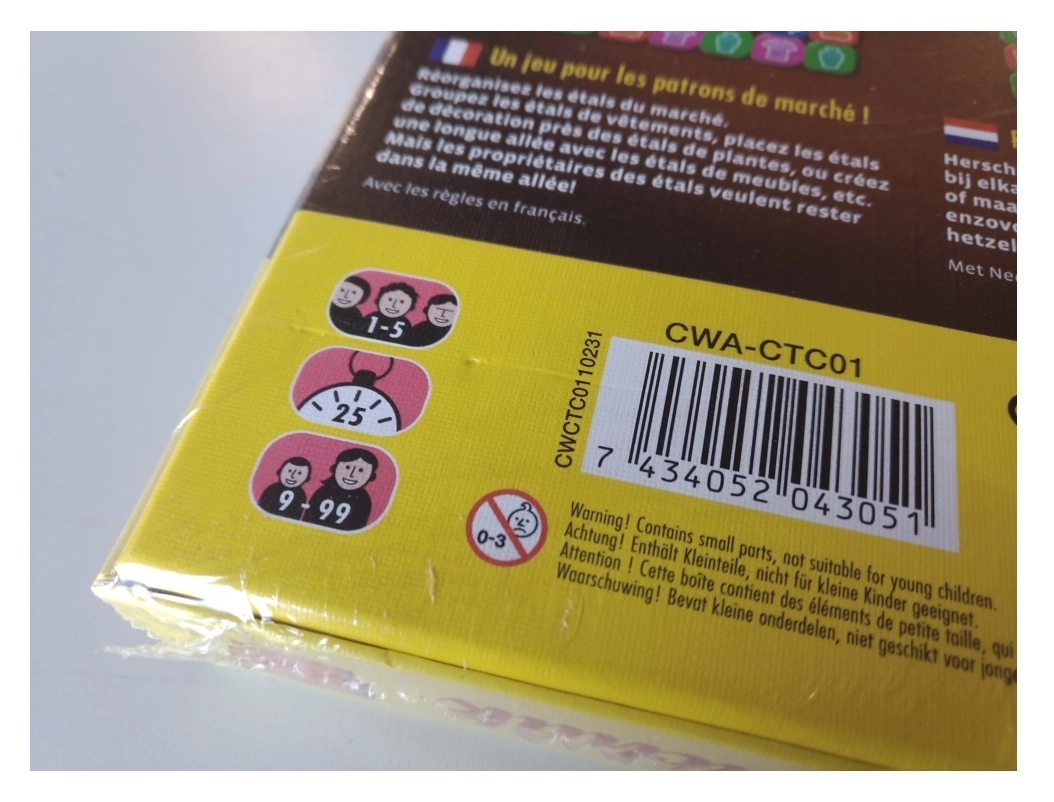 Un jeu pour les patrons de marché !
Réorganisez les étals du marché.
Groupez les étals de vêtements, placez les étals
de décoration près des étals de plantes, ou créez
une longue allée avec les étals de meubles, etc.
Mais les propriétaires des étals veulent rester
dans la même allée!
Avec les règles en français.
Hersch
bij elka
of maa
enzov
hetzel
Met Ne
1-5
25
9-99
0-3
CWA-CTC01
CWCTC0110231
7 434052 043051
Warning! Contains small parts, not suitable for young children.
Achtung! Enthält Kleinteile, nicht für kleine Kinder geeignet.
Attention ! Cette boîte contient des éléments de petite taille, qui
Waarschuwing! Bevat kleine onderdelen, niet geschikt voor jonge